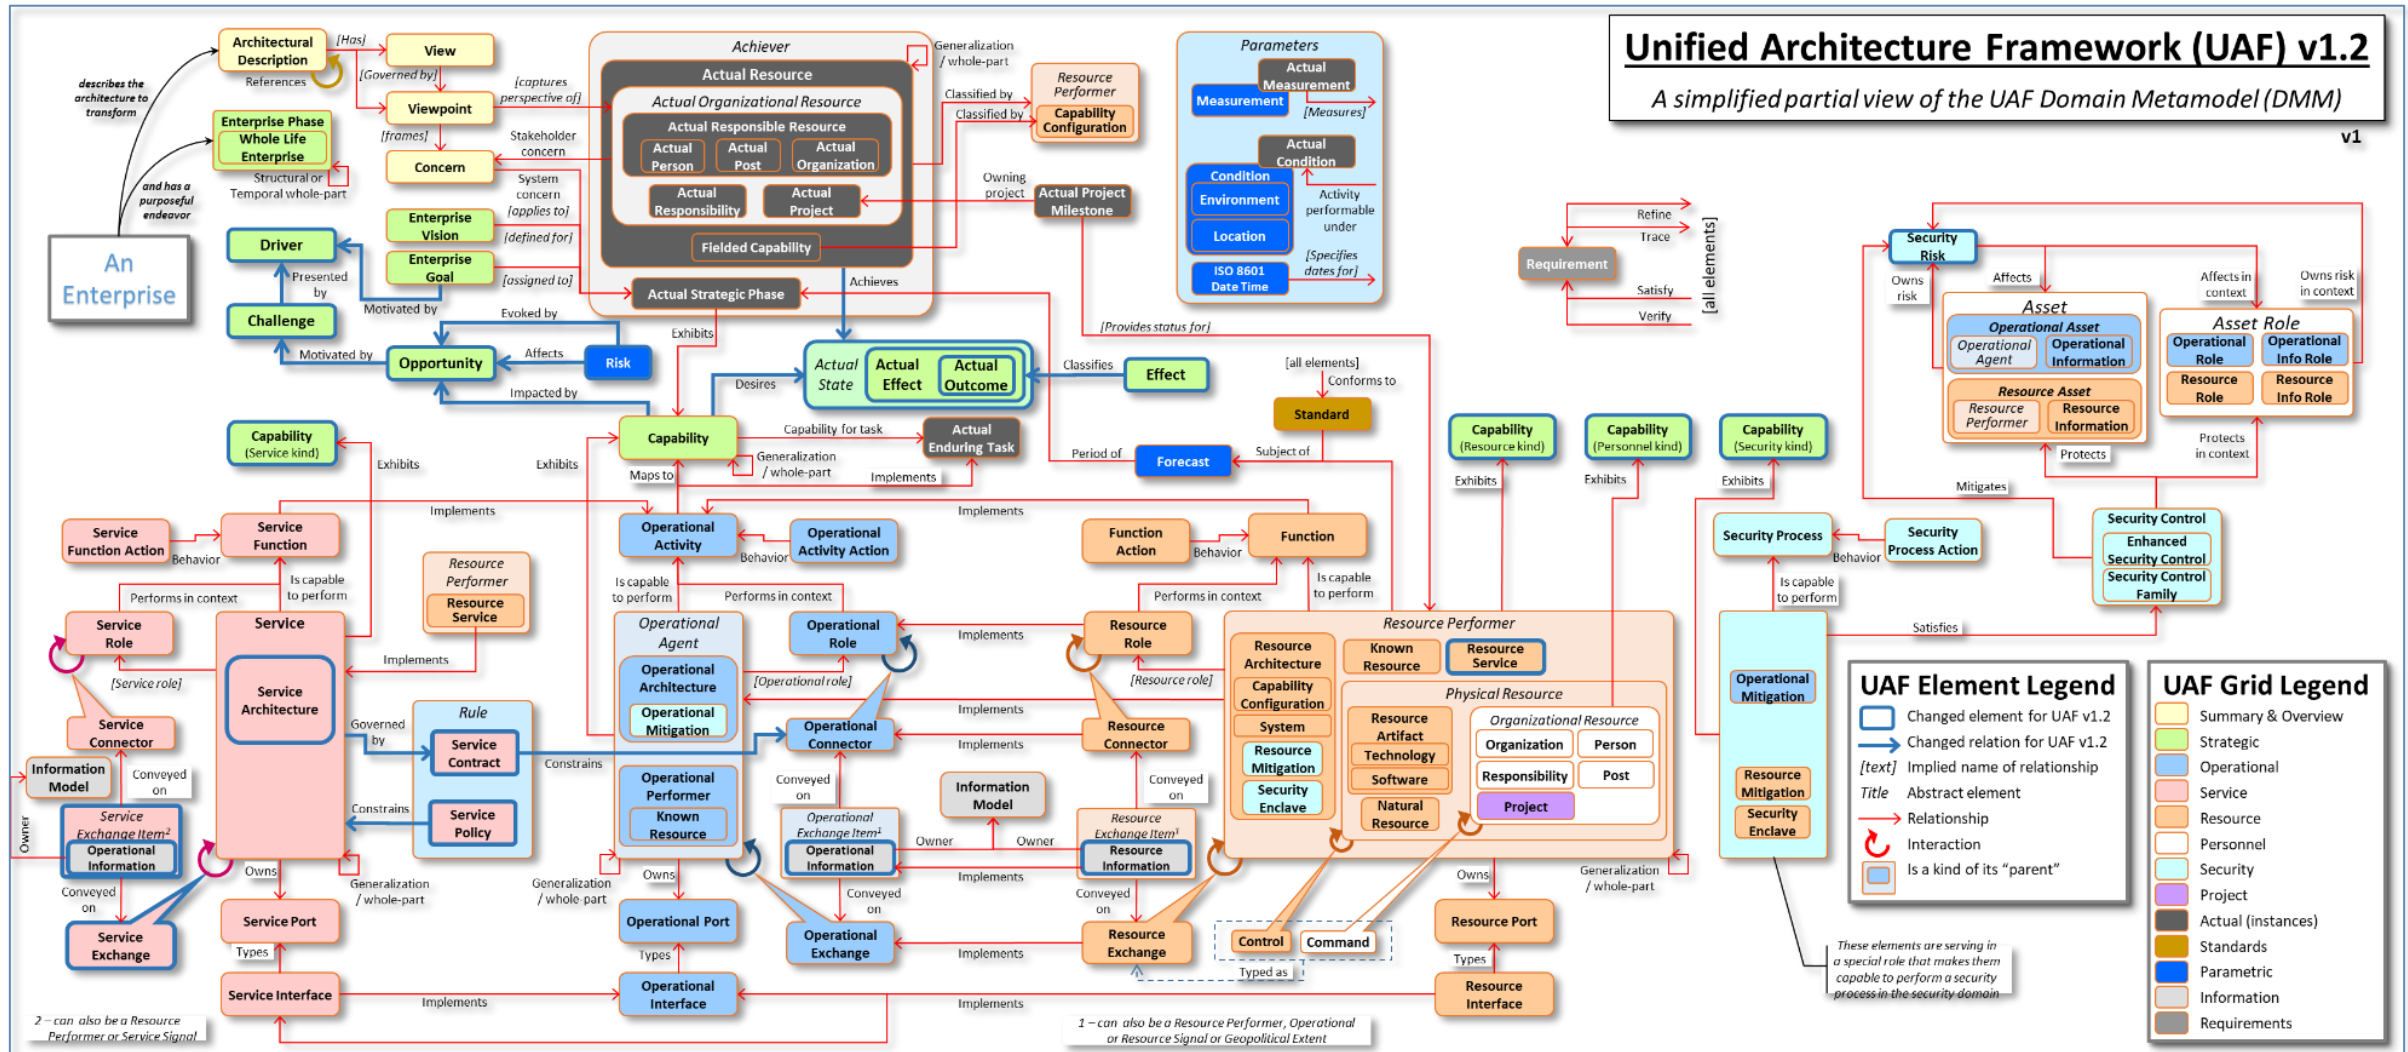 Unified Architecture Framework (UAF) v1.2
A simplified partial view of the UAF Domain Metamodel (DMM)
v1
Architectural
Description
References
[Has]
View
[Governed by]
Viewpoint
[frames]
Concern
[captures
perspective of]
Stakeholder
concern
System
concern
[applies to]
describes the
architecture to
transform
Enterprise Phase
Whole Life
Enterprise
Structural or
Temporal whole-part
and has a
purposeful
endeavor
An
Enterprise
Enterprise
Vision
[defined for]
Enterprise
Goal
[assigned to]
Driver
Presented
by
Motivated by
Challenge
Motivated by
Opportunity
Evoked by
Affects
Risk
Impacted by
Achiever
Actual Resource
Generalization
/ whole-part
Actual Organizational Resource
Actual Responsible Resource
Actual
Person
Actual
Post
Actual
Organization
Actual
Responsibility
Actual
Project
Fielded Capability
Actual Strategic Phase
Achieves
Exhibits
Classified by
Classified by
Resource
Performer
Capability
Configuration
Owning
project
Actual Project
Milestone
[Provides status for]
Parameters
Actual
Measurement
Measurement
[Measures]
Actual
Condition
Condition
Environment
Location
Activity
performable
under
ISO 8601
Date Time
[Specifies
dates for]
Requirement
Refine
Trace
Satisfy
Verify
[all elements]
Security
Risk
Owns
risk
Affects
Affects in
context
Owns risk
in context
Asset
Operational Asset
Operational
Agent
Operational
Information
Resource Asset
Resource
Performer
Resource
Information
Asset Role
Operational
Role
Operational
Info Role
Resource
Role
Resource
Info Role
Protects
Protects
in context
Mitigates
Desires
Actual
State
Actual
Effect
Actual
Outcome
Classifies
Effect
[all elements]
Conforms to
Standard
Capability
(Service kind)
Exhibits
Exhibits
Capability
Capability for task
Actual
Enduring Task
Generalization
/ whole-part
Maps to
Implements
Period of
Forecast
Subject of
Capability
(Resource kind)
Exhibits
Capability
(Personnel kind)
Exhibits
Capability
(Security kind)
Exhibits
Service
Function Action
Behavior
Service
Function
Implements
Operational
Activity
Behavior
Operational
Activity Action
Implements
Function
Action
Behavior
Function
Security Process
Behavior
Security
Process Action
Security Control
Enhanced
Security Control
Security Control
Family
Performs in context
Is capable
to perform
Resource
Performer
Resource
Service
Implements
Is capable
to perform
Performs in context
Performs in context
Is capable
to perform
Is capable
to perform
Satisfies
Service
Role
[Service role]
Service
Service
Architecture
Service
Connector
Conveyed
on
Information
Model
Owner
Service
Exchange Item²
Operational
Information
Conveyed
on
Service
Exchange
Governed
by
Rule
Service
Contract
Constrains
Service
Policy
Constrains
Owns
Generalization
/ whole-part
Service Port
Types
Service Interface
Implements
Operational
Agent
Operational
Architecture
Operational
Mitigation
Operational
Performer
Known
Resource
Operational
Role
[Operational role]
Operational
Connector
Conveyed
on
Operational
Exchange Item¹
Operational
Information
Conveyed
on
Operational
Exchange
Generalization
/ whole-part
Owns
Operational Port
Types
Operational
Interface
Implements
Implements
Implements
Information
Model
Owner
Owner
Implements
Implements
Implements
Resource
Role
[Resource role]
Resource
Connector
Conveyed
on
Resource
Exchange Item¹
Resource
Information
Conveyed
on
Resource
Exchange
Resource Performer
Resource
Architecture
Capability
Configuration
System
Resource
Mitigation
Security
Enclave
Known
Resource
Resource
Service
Physical Resource
Resource
Artifact
Technology
Software
Natural
Resource
Organizational Resource
Organization
Person
Responsibility
Post
Project
Control
Command
Typed as
Owns
Generalization
/ whole-part
Resource Port
Types
Resource
Interface
Operational
Mitigation
Resource
Mitigation
Security
Enclave
These elements are serving in
a special role that makes them
capable to perform a security
process in the security domain
UAF Element Legend
Changed element for UAF v1.2
Changed relation for UAF v1.2
[text] Implied name of relationship
Title Abstract element
Relationship
Interaction
Is a kind of its “parent”
UAF Grid Legend
Summary & Overview
Strategic
Operational
Service
Resource
Personnel
Security
Project
Actual (instances)
Standards
Parametric
Information
Requirements
2 – can also be a Resource
Performer or Service Signal
1 – can also be a Resource Performer, Operational
or Resource Signal or Geopolitical Extent